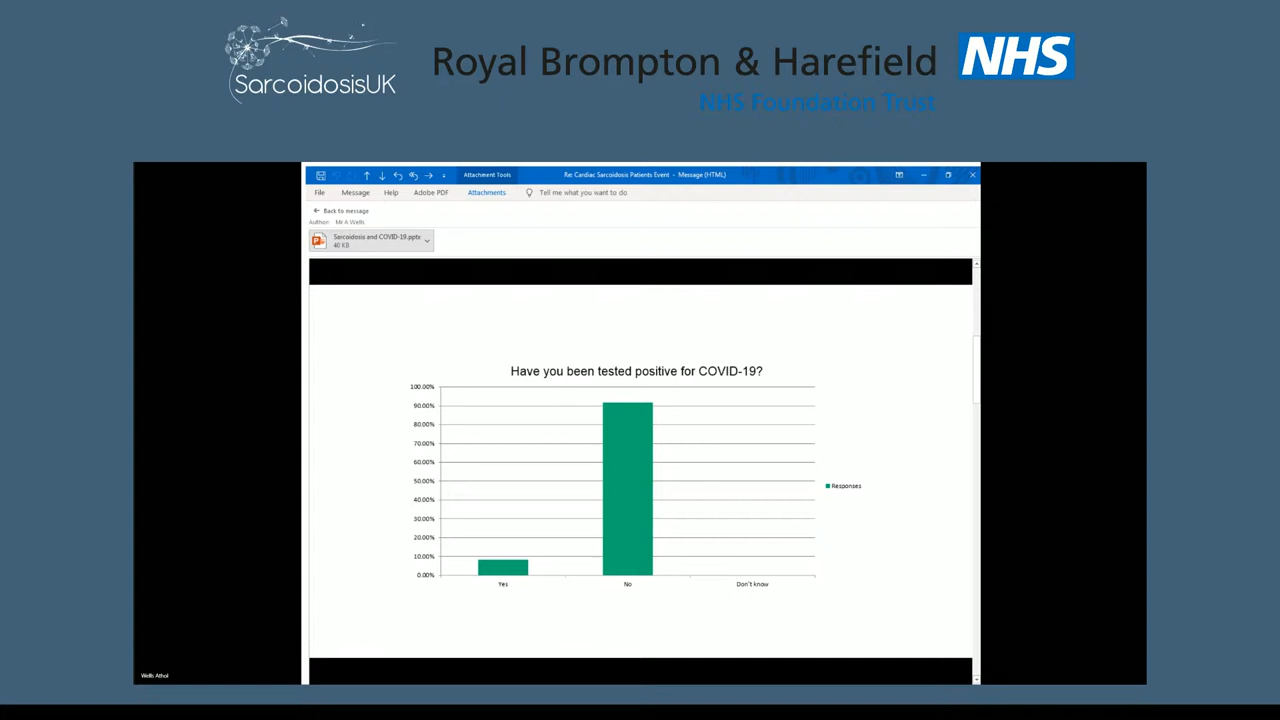 SarcoidosisUK
Royal Brompton & Harefield
NHS
NHS Foundation Trust
Attachment Tools
Re: Cardiac Sarcoidosis Patients Event - Message (HTML)
File Message Help Adobe PDF Attachments Tell me what you want to do
Back to message
Author: Mr A Wells
Sarcoidosis and COVID-19.pptx
40 KB
Have you been tested positive for COVID-19?
100.00%
90.00%
80.00%
70.00%
60.00%
50.00%
40.00%
30.00%
20.00%
10.00%
0.00%
Responses
Yes No Don't know
Wells Athol